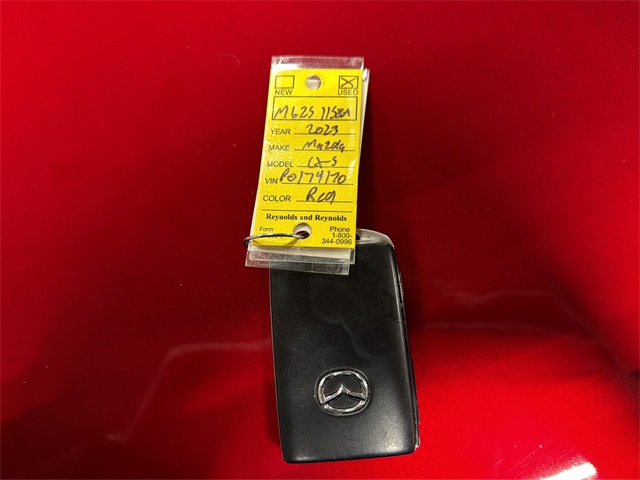 NEW USED
M625 1158A
YEAR 2023
MAKE Mazda
MODEL CX-5
VIN P0174170
COLOR Red
Reynolds and Reynolds
Form Phone
1-800-
344-0996